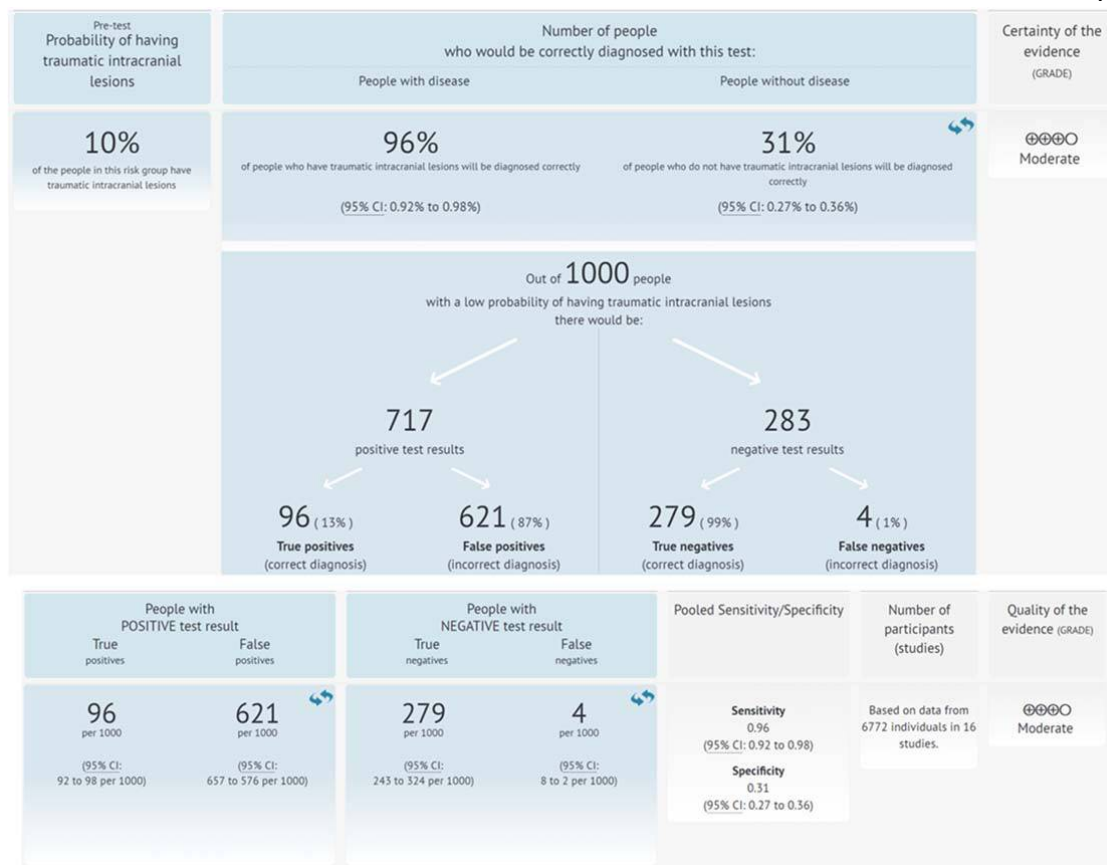 Pre-test
Probability of having
traumatic intracranial
lesions
Number of people
who would be correctly diagnosed with this test:
People with disease
People without disease
Certainty of the
evidence
(GRADE)
10%
of the people in this risk group have
traumatic intracranial lesions
96%
of people who have traumatic intracranial lesions will be diagnosed correctly
(95% CI: 0.92% to 0.98%)
31%
of people who do not have traumatic intracranial lesions will be diagnosed
correctly
(95% CI: 0.27% to 0.36%)
⊕⊕⊕○
Moderate
Out of 1000 people
with a low probability of having traumatic intracranial lesions
there would be:
717
positive test results
283
negative test results
96 ( 13% )
True positives
(correct diagnosis)
621 ( 87% )
False positives
(incorrect diagnosis)
279 ( 99% )
True negatives
(correct diagnosis)
4 ( 1% )
False negatives
(incorrect diagnosis)
People with
POSITIVE test result
True
positives
False
positives
People with
NEGATIVE test result
True
negatives
False
negatives
Pooled Sensitivity/Specificity
Number of
participants
(studies)
Quality of the
evidence (GRADE)
96
per 1000
(95% CI:
92 to 98 per 1000)
621
per 1000
(95% CI:
657 to 576 per 1000)
279
per 1000
(95% CI:
243 to 324 per 1000)
4
per 1000
(95% CI:
8 to 2 per 1000)
Sensitivity
0.96
(95% CI: 0.92 to 0.98)
Specificity
0.31
(95% CI: 0.27 to 0.36)
Based on data from
6772 individuals in 16
studies.
⊕⊕⊕○
Moderate